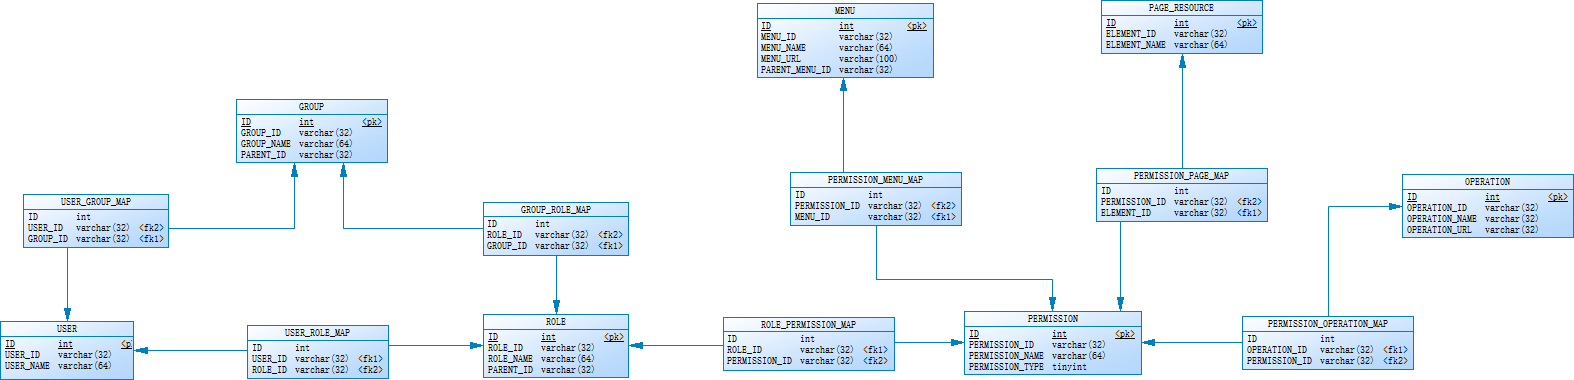 MENU
ID int <pk>
MENU_ID varchar(32)
MENU_NAME varchar(64)
MENU_URL varchar(100)
PARENT_MENU_ID varchar(32)
PAGE_RESOURCE
ID int <pk>
ELEMENT_ID varchar(32)
ELEMENT_NAME varchar(64)
GROUP
ID int <pk>
GROUP_ID varchar(32)
GROUP_NAME varchar(64)
PARENT_ID varchar(32)
USER_GROUP_MAP
ID int
USER_ID varchar(32) <fk2>
GROUP_ID varchar(32) <fk1>
GROUP_ROLE_MAP
ID int
ROLE_ID varchar(32) <fk2>
GROUP_ID varchar(32) <fk1>
PERMISSION_MENU_MAP
ID int
PERMISSION_ID varchar(32) <fk2>
MENU_ID varchar(32) <fk1>
PERMISSION_PAGE_MAP
ID int
PERMISSION_ID varchar(32) <fk2>
ELEMENT_ID varchar(32) <fk1>
OPERATION
ID int <pk>
OPERATION_ID varchar(32)
OPERATION_NAME varchar(32)
OPERATION_URL varchar(32)
USER
ID int <p
USER_ID varchar(32)
USER_NAME varchar(64)
USER_ROLE_MAP
ID int
USER_ID varchar(32) <fk1>
ROLE_ID varchar(32) <fk2>
ROLE
ID int <pk>
ROLE_ID varchar(32)
ROLE_NAME varchar(64)
PARENT_ID varchar(32)
ROLE_PERMISSION_MAP
ID int
ROLE_ID varchar(32) <fk1>
PERMISSION_ID varchar(32) <fk2>
PERMISSION
ID int <pk>
PERMISSION_ID varchar(32)
PERMISSION_NAME varchar(64)
PERMISSION_TYPE tinyint
PERMISSION_OPERATION_MAP
ID int
OPERATION_ID varchar(32) <fk1>
PERMISSION_ID varchar(32) <fk2>